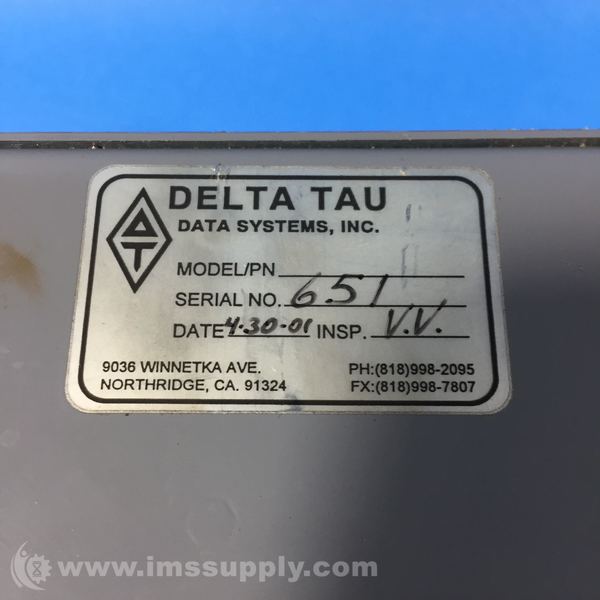 DELTA TAU
DATA SYSTEMS, INC.
MODEL/PN
SERIAL NO. 651
DATE 4-30-01 INSP. V.V.
9036 WINNETKA AVE. PH:(818)998-2095
NORTHRIDGE, CA. 91324 FX:(818)998-7807
www.imssupply.com